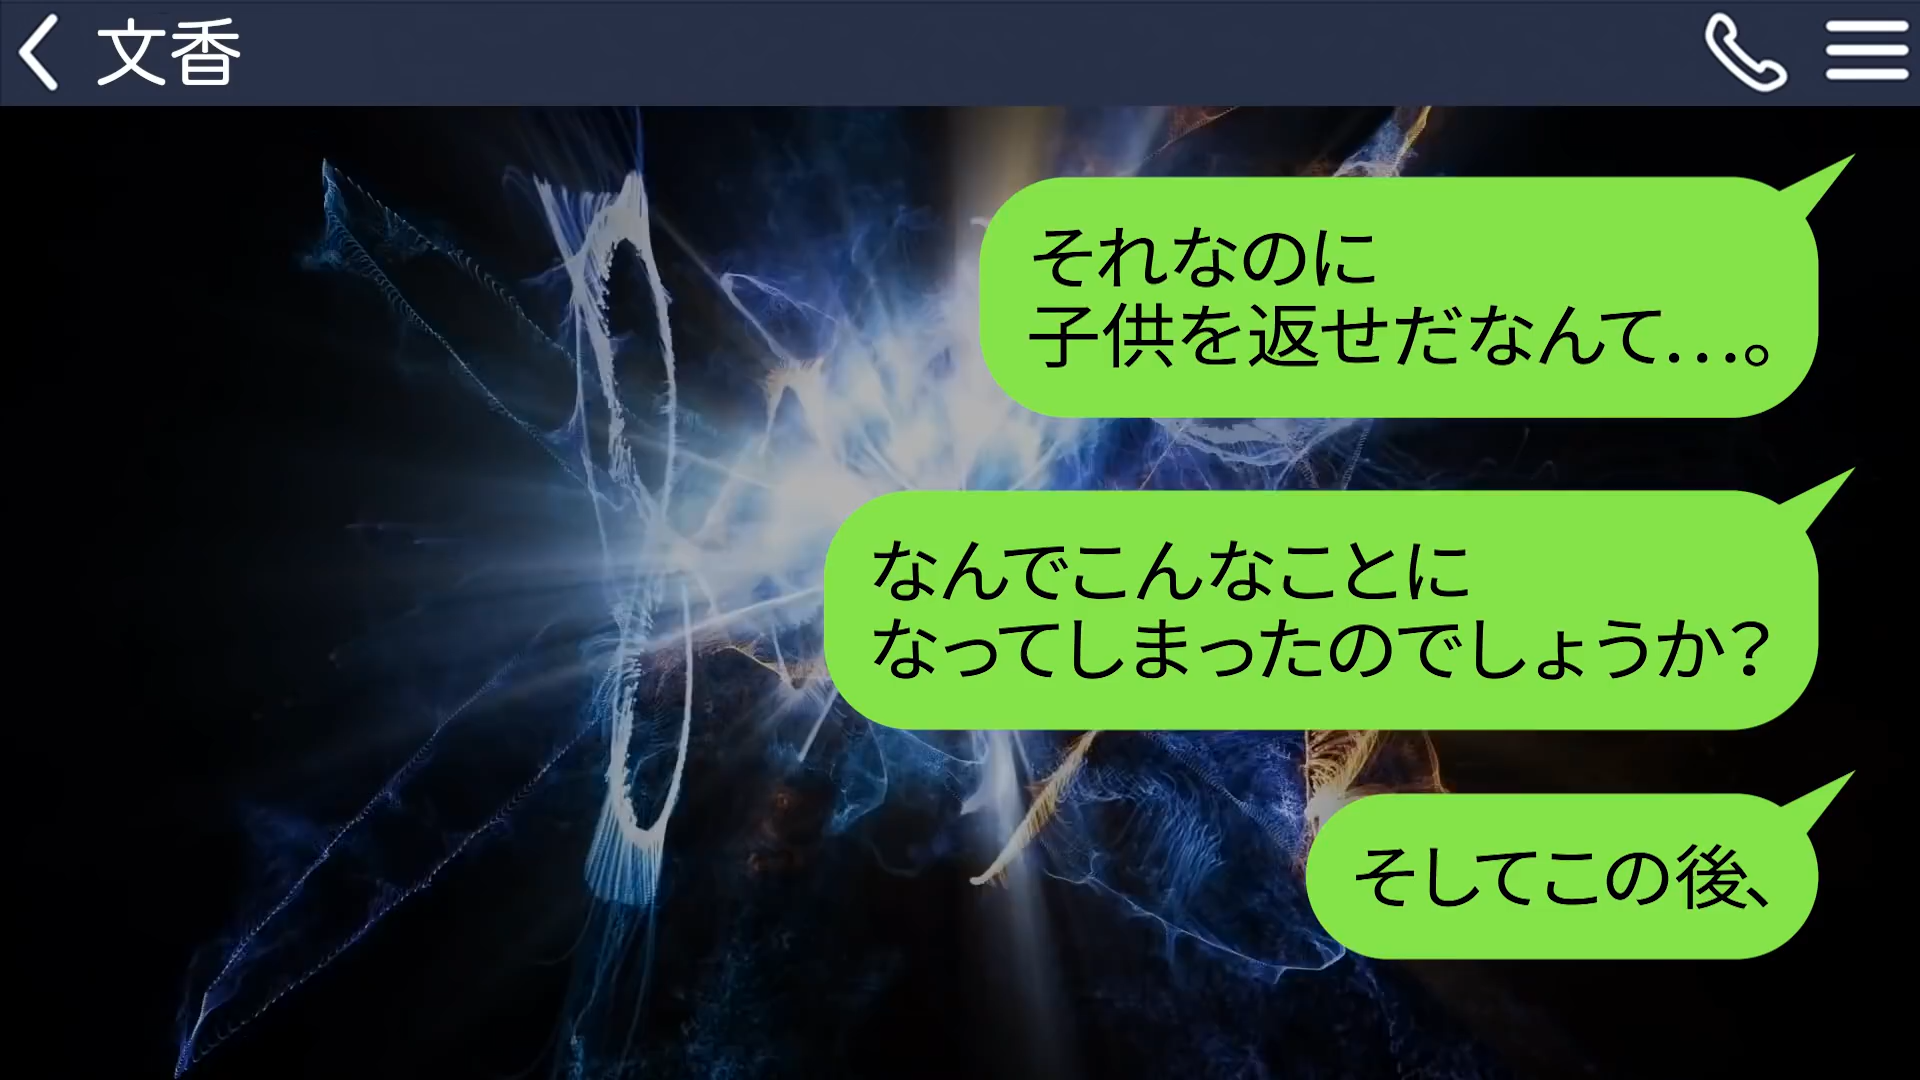 文香
それなのに
子供を返せだなんて…。
なんでこんなことに
なってしまったのでしょうか？
そしてこの後、